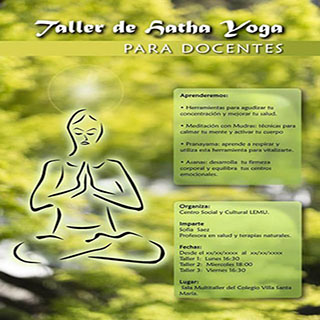 Taller de Hatha Yoga
PARA DOCENTES
Aprenderemos:
• Herramientas para agudizar tu
concentración y mejorar tu salud.
• Meditación con Mudras: técnicas para
calmar tu mente y activar tu cuerpo
• Pranayama: aprende a respirar y
utiliza esta herramienta para vitalizarte.
• Asanas: desarrolla tu firmeza
corporal y equilibra tus centros
emocionales.
Organiza:
Centro Social y Cultural LEMU.
Imparte
Sofía Saez
Profesora en salud y terapias naturales.
Fechas:
Desde el xx/xx/xxxx al xx/xx/xxxx
Taller 1: Lunes 16:30
Taller 2: Miercoles 18:00
Taller 3: Viernes 16:30
Lugar:
Sala Multitaller del Colegio Villa Santa
María.